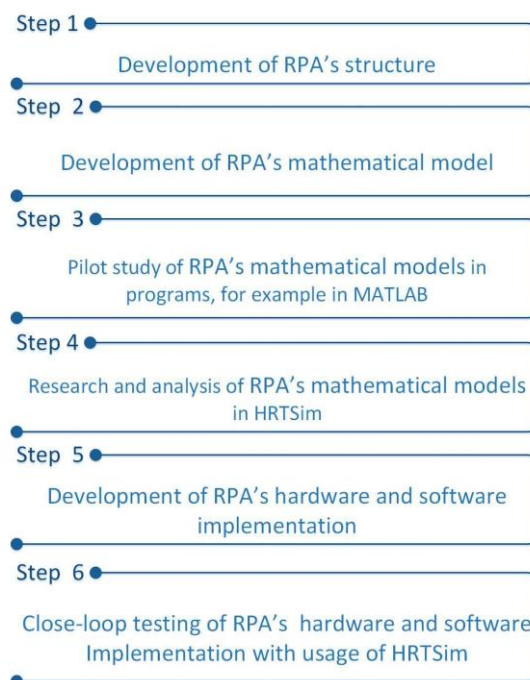 Step 1
Development of RPA's structure
Step 2
Development of RPA's mathematical model
Step 3
Pilot study of RPA's mathematical models in
programs, for example in MATLAB
Step 4
Research and analysis of RPA's mathematical models
in HRTSim
Step 5
Development of RPA's hardware and software
implementation
Step 6
Close-loop testing of RPA's hardware and software
Implementation with usage of HRTSim